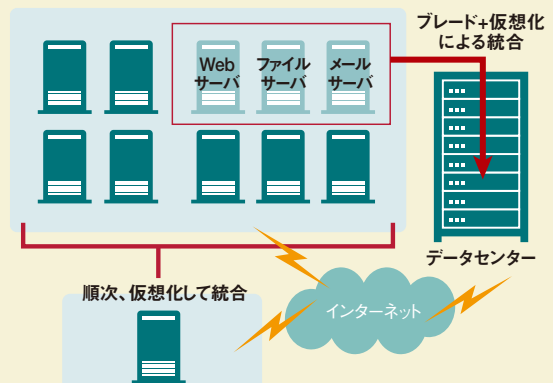 ブレード+仮想化
による統合
Web
サーバ
ファイル
サーバ
メール
サーバ
データセンター
順次、仮想化して統合
インターネット